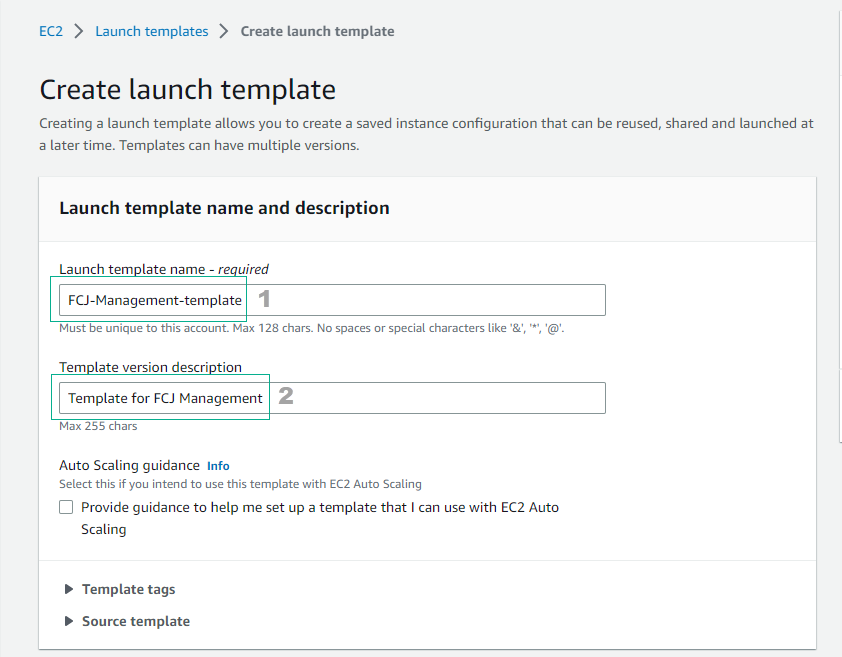 EC2 > Launch templates > Create launch template
Create launch template
Creating a launch template allows you to create a saved instance configuration that can be reused, shared and launched at
a later time. Templates can have multiple versions.
Launch template name and description
Launch template name - required
FCJ-Management-template 1
Must be unique to this account. Max 128 chars. No spaces or special characters like '&', '*', '@'.
Template version description
Template for FCJ Management 2
Max 255 chars
Auto Scaling guidance Info
Select this if you intend to use this template with EC2 Auto Scaling
Provide guidance to help me set up a template that I can use with EC2 Auto
Scaling
Template tags
Source template